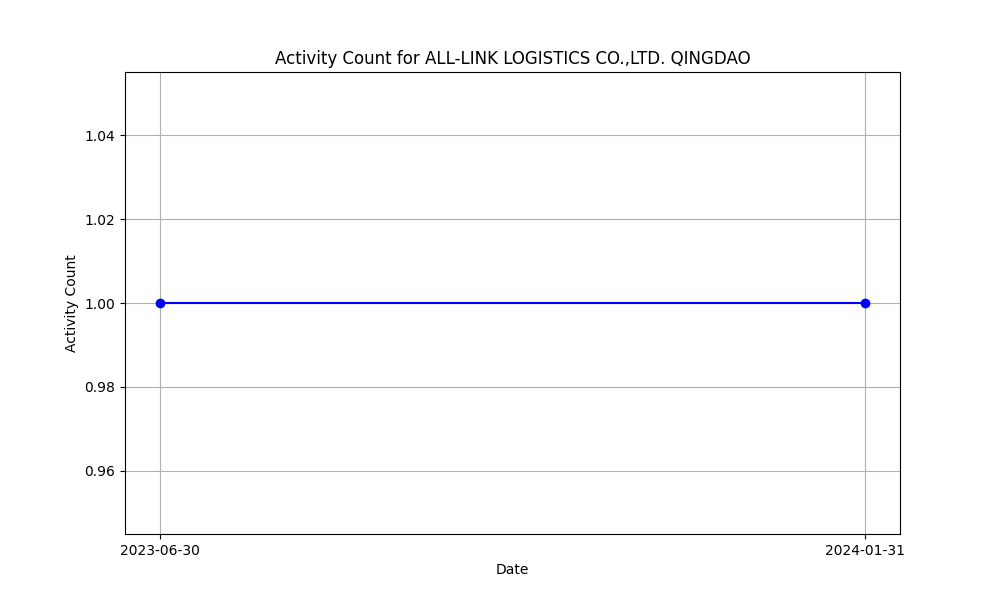 Activity Count for ALL-LINK LOGISTICS CO.,LTD. QINGDAO
Activity Count
1.04
1.02
1.00
0.98
0.96
2023-06-30
2024-01-31
Date